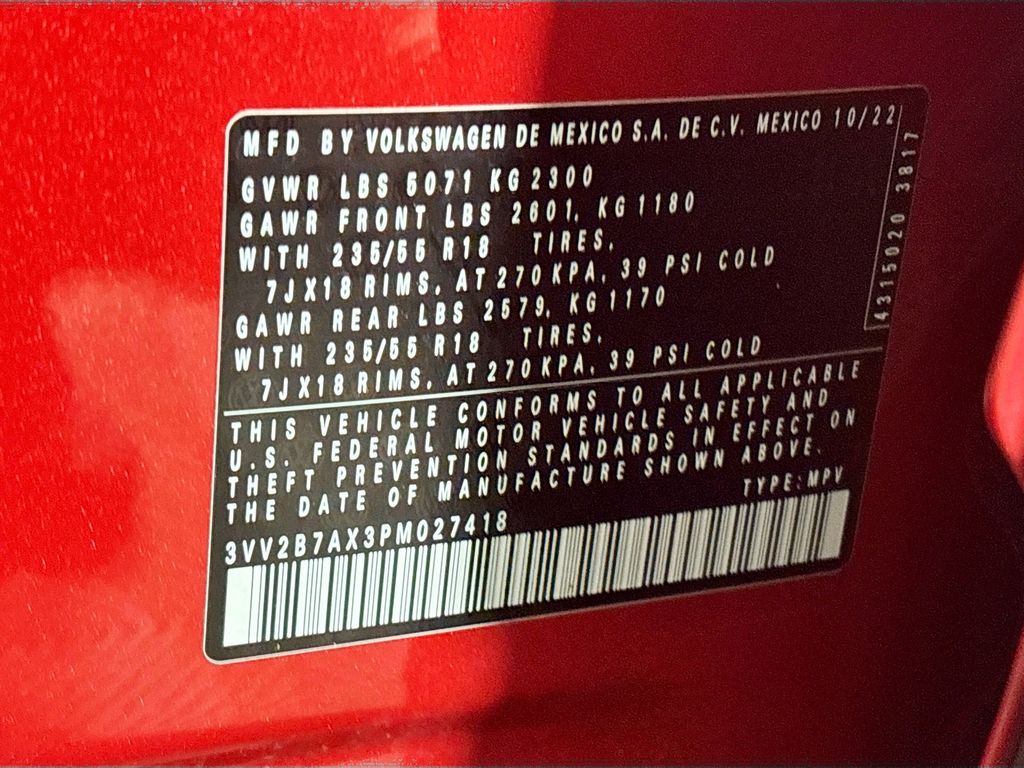 MFD BY VOLKSWAGEN DE MEXICO S.A. DE C.V. MEXICO 10/22
GVWR LBS 5071 KG 2300
GAWR FRONT LBS 2601, KG 1180
WITH 235/55 R18 TIRES,
7JX18 RIMS, AT 270 KPA, 39 PSI COLD
GAWR REAR LBS 2579, KG 1170
WITH 235/55 R18 TIRES,
7JX18 RIMS, AT 270 KPA, 39 PSI COLD
4315020 3817
THIS VEHICLE CONFORMS TO ALL APPLICABLE
U.S. FEDERAL MOTOR VEHICLE SAFETY AND
THEFT PREVENTION STANDARDS IN EFFECT ON
THE DATE OF MANUFACTURE SHOWN ABOVE.
TYPE: MPV
3VV2B7AX3PM027418